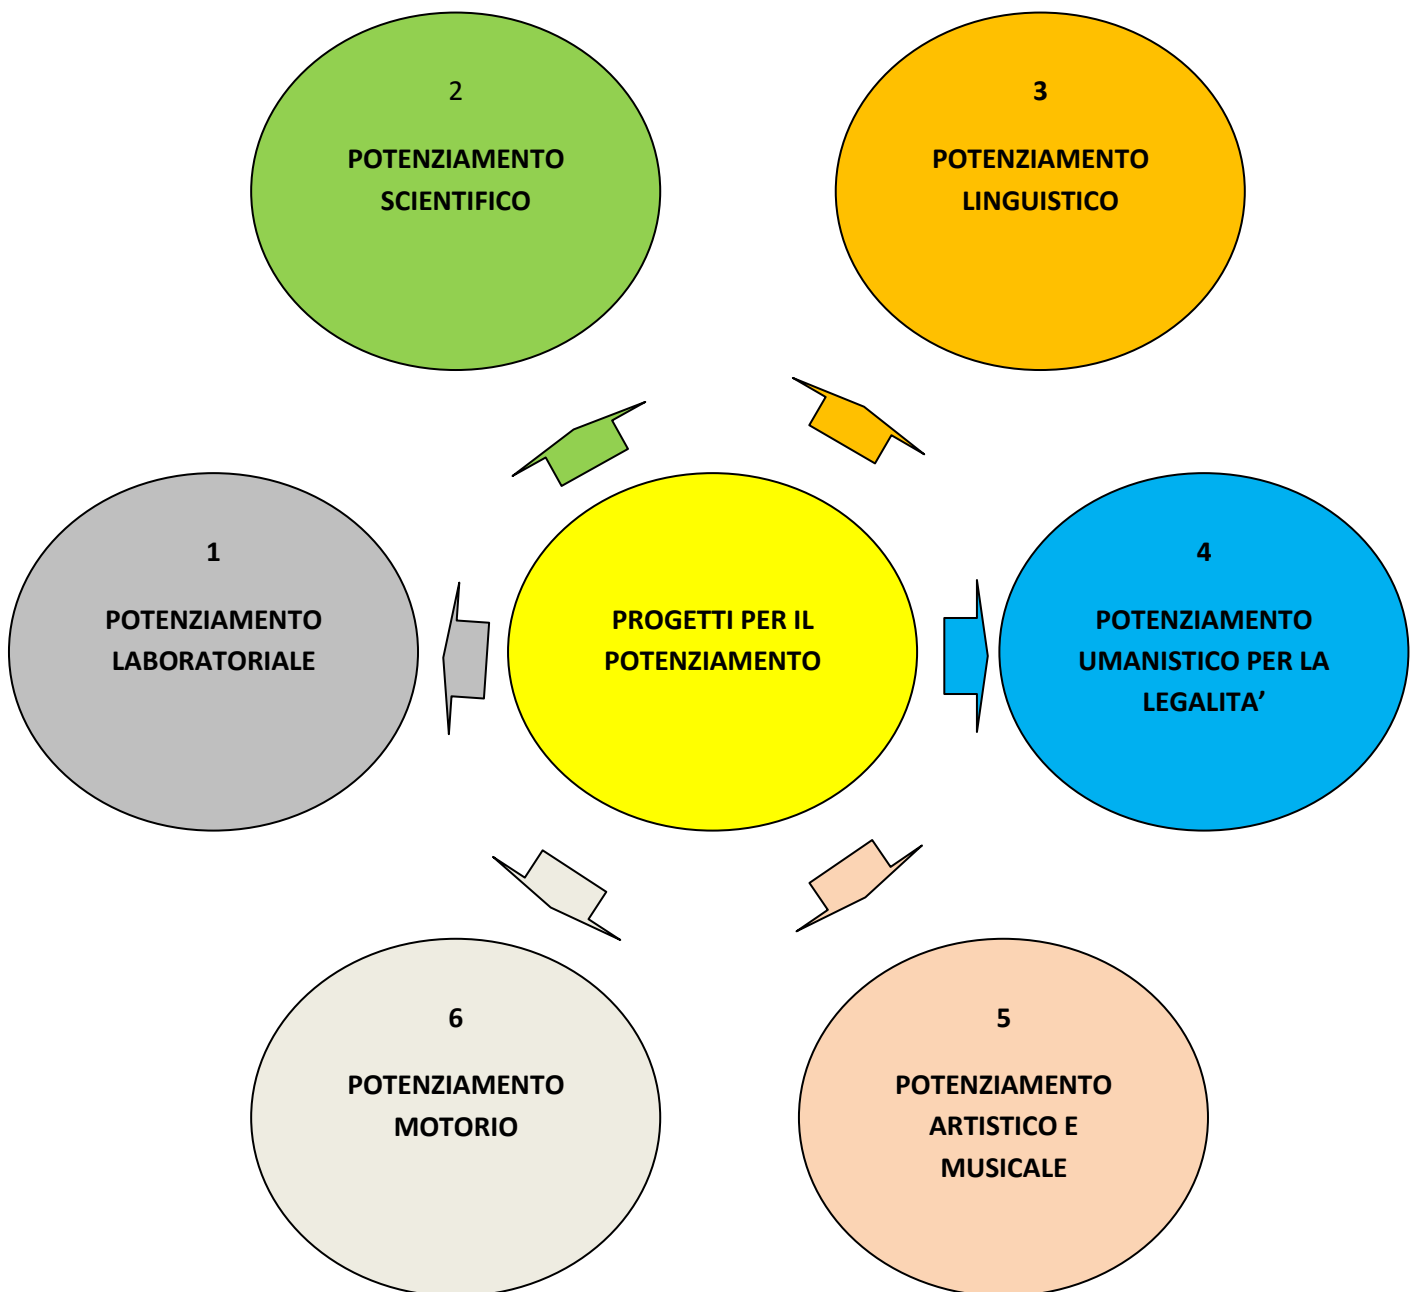 2
POTENZIAMENTO
SCIENTIFICO
3
POTENZIAMENTO
LINGUISTICO
1
POTENZIAMENTO
LABORATORIALE
PROGETTI PER IL
POTENZIAMENTO
4
POTENZIAMENTO
UMANISTICO PER LA
LEGALITA’
6
POTENZIAMENTO
MOTORIO
5
POTENZIAMENTO
ARTISTICO E
MUSICALE